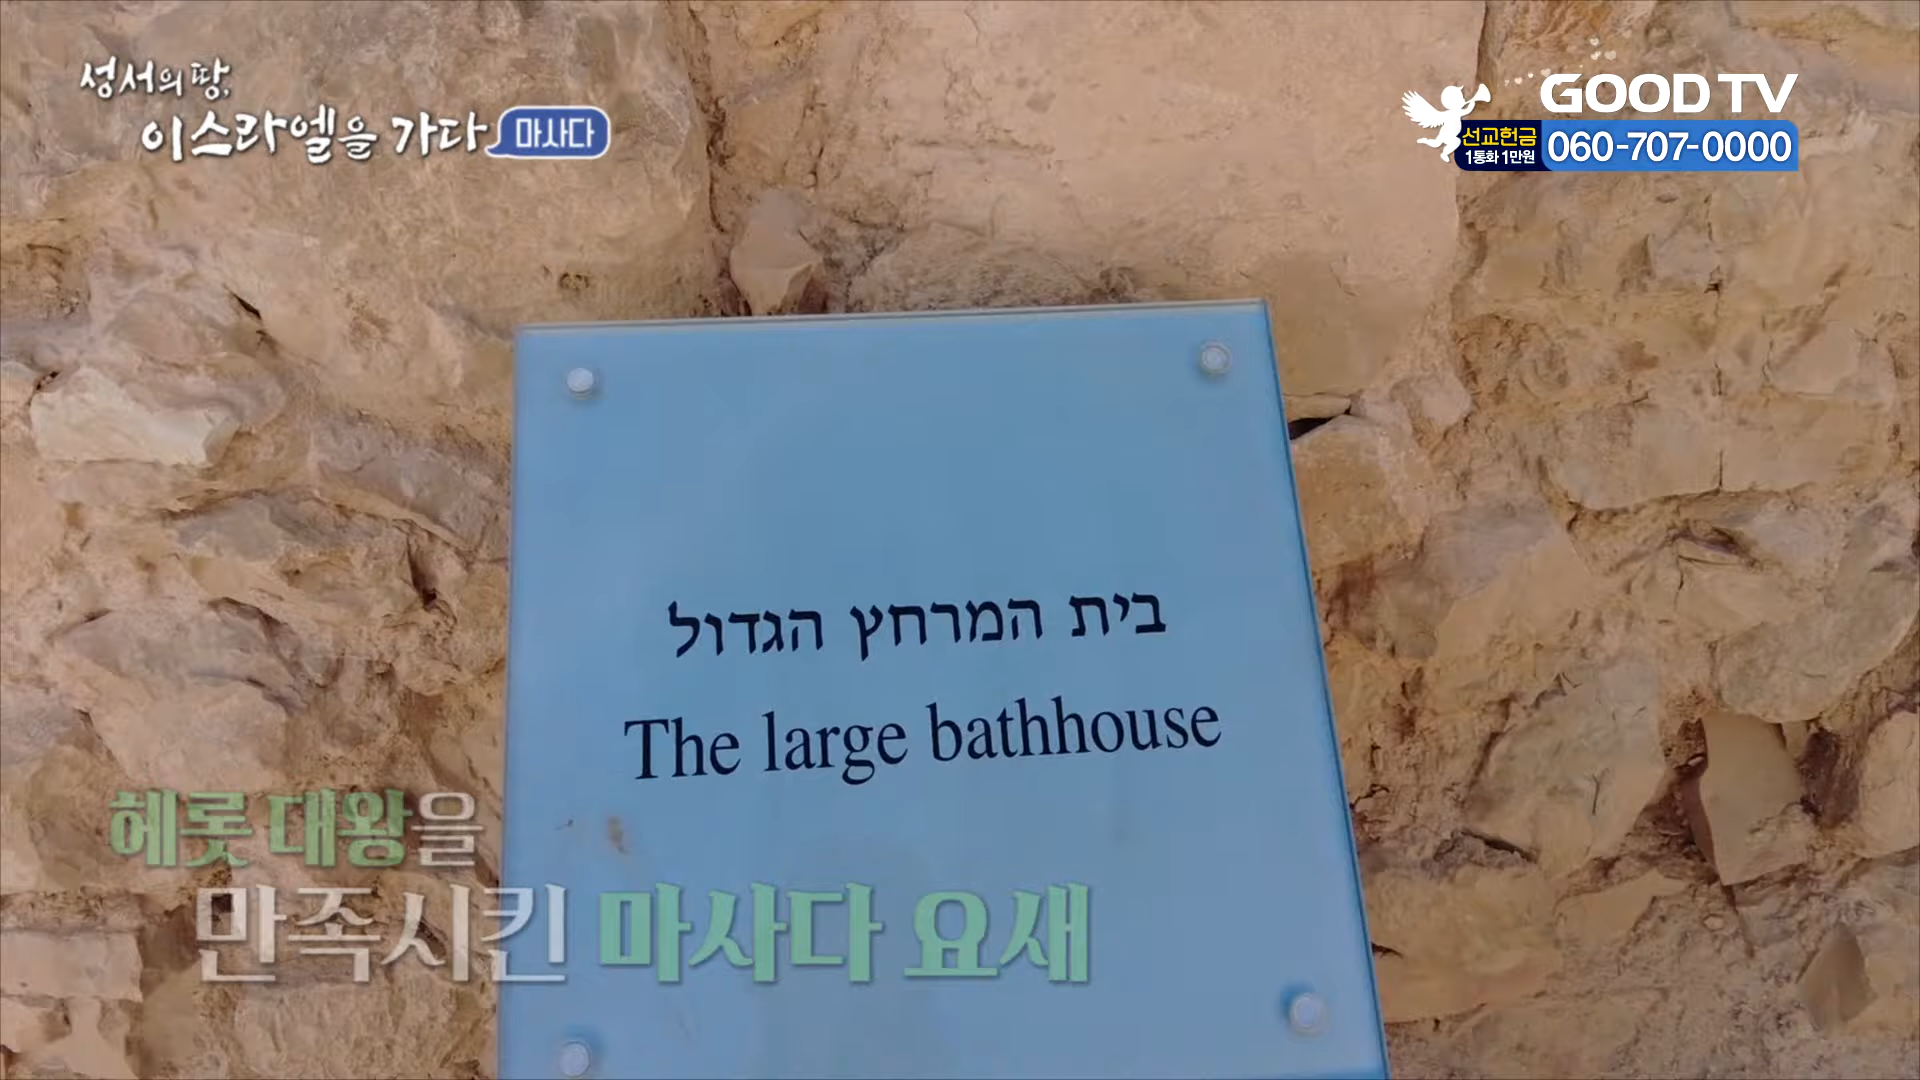 성서의 땅,
이스라엘을 가다 마사다
GOOD TV
선교헌금
1통화 1만원
060-707-0000
בית המרחץ הגדול
The large bathhouse
헤롯 대왕을
만족시킨 마사다 요새